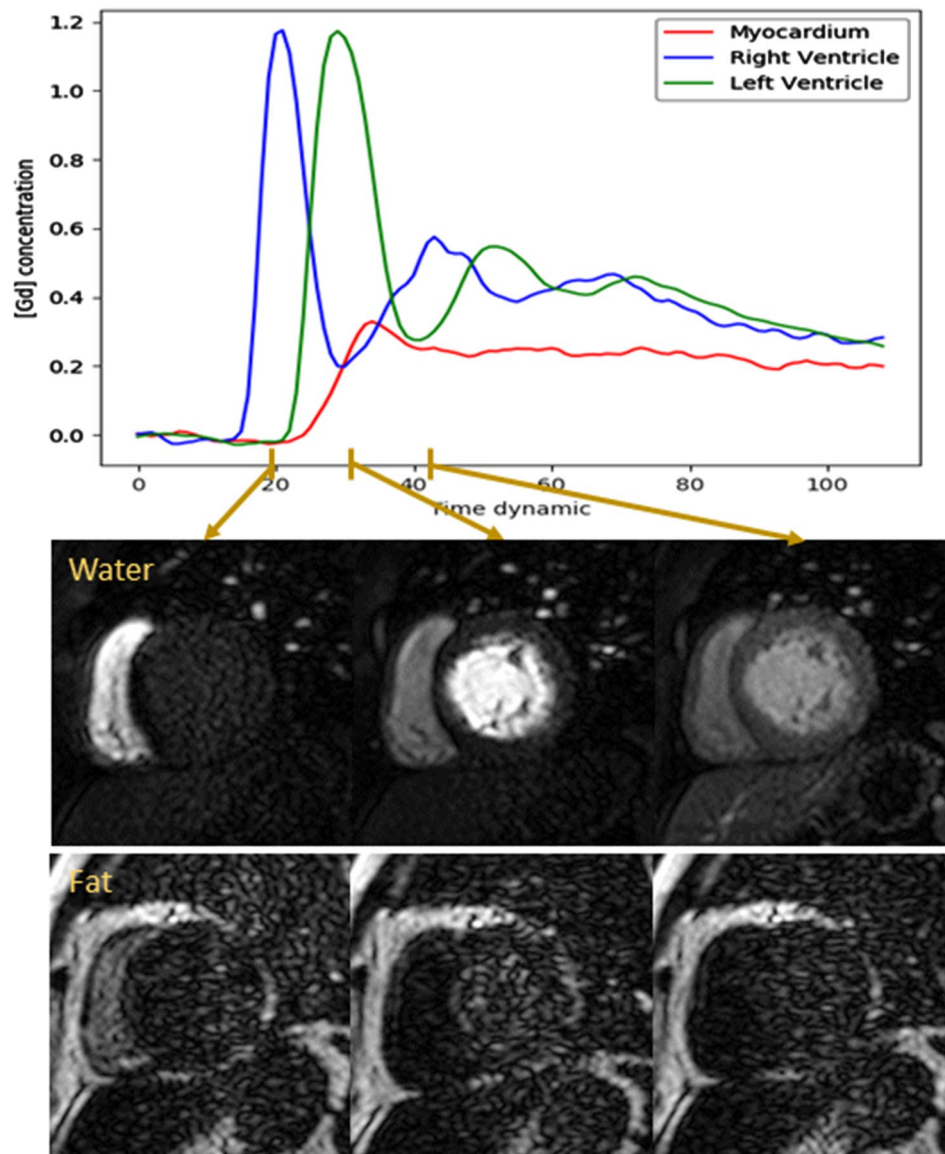 1.2
1.0
0.8
0.6
0.4
0.2
0.0
[Gd] concentration
Myocardium
Right Ventricle
Left Ventricle
0 20 40 60 80 100
Time dynamic
Water
Fat